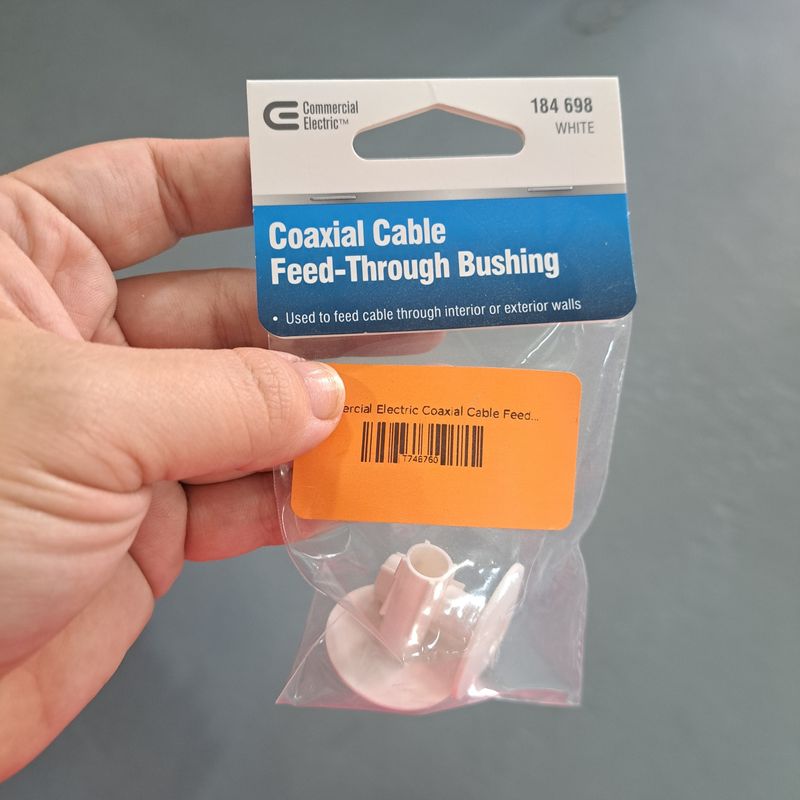 Commercial
Electric™
184 698
WHITE
Coaxial Cable
Feed-Through Bushing
• Used to feed cable through interior or exterior walls
ercial Electric Coaxial Cable Feed...
T746760